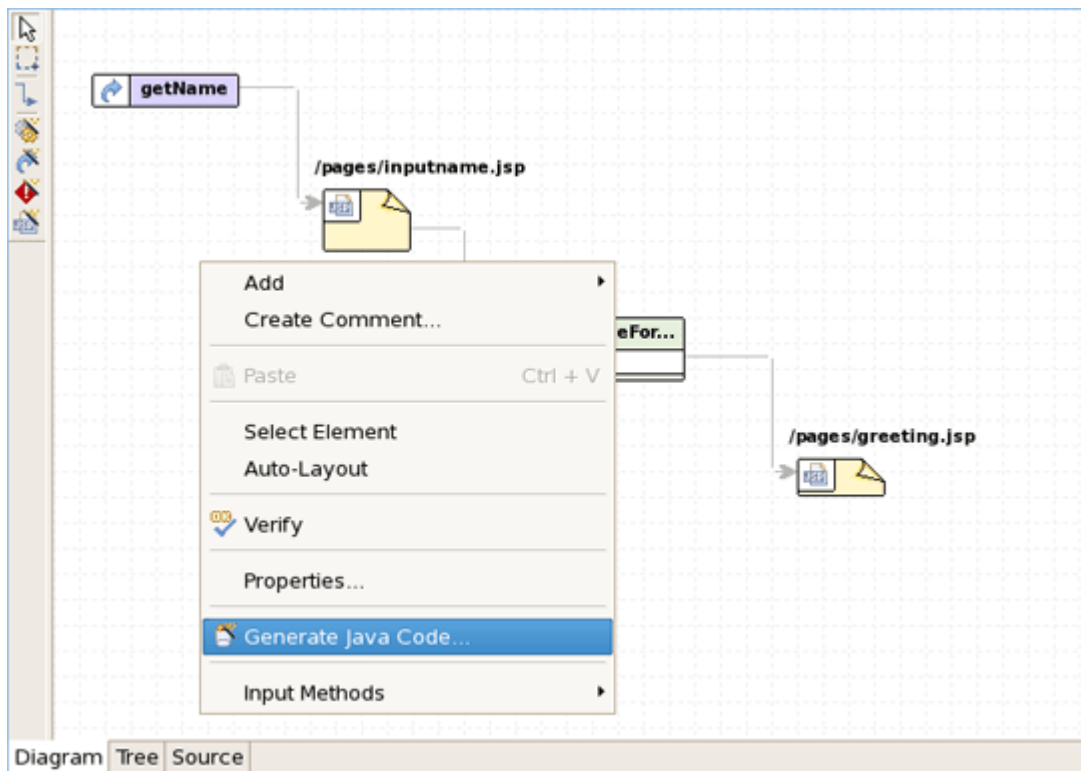 getName
/pages/inputname.jsp
Add
Create Comment...
eFor...
Paste Ctrl + V
Select Element
/pages/greeting.jsp
Auto-Layout
Verify
Properties...
Generate Java Code...
Input Methods
Diagram Tree Source